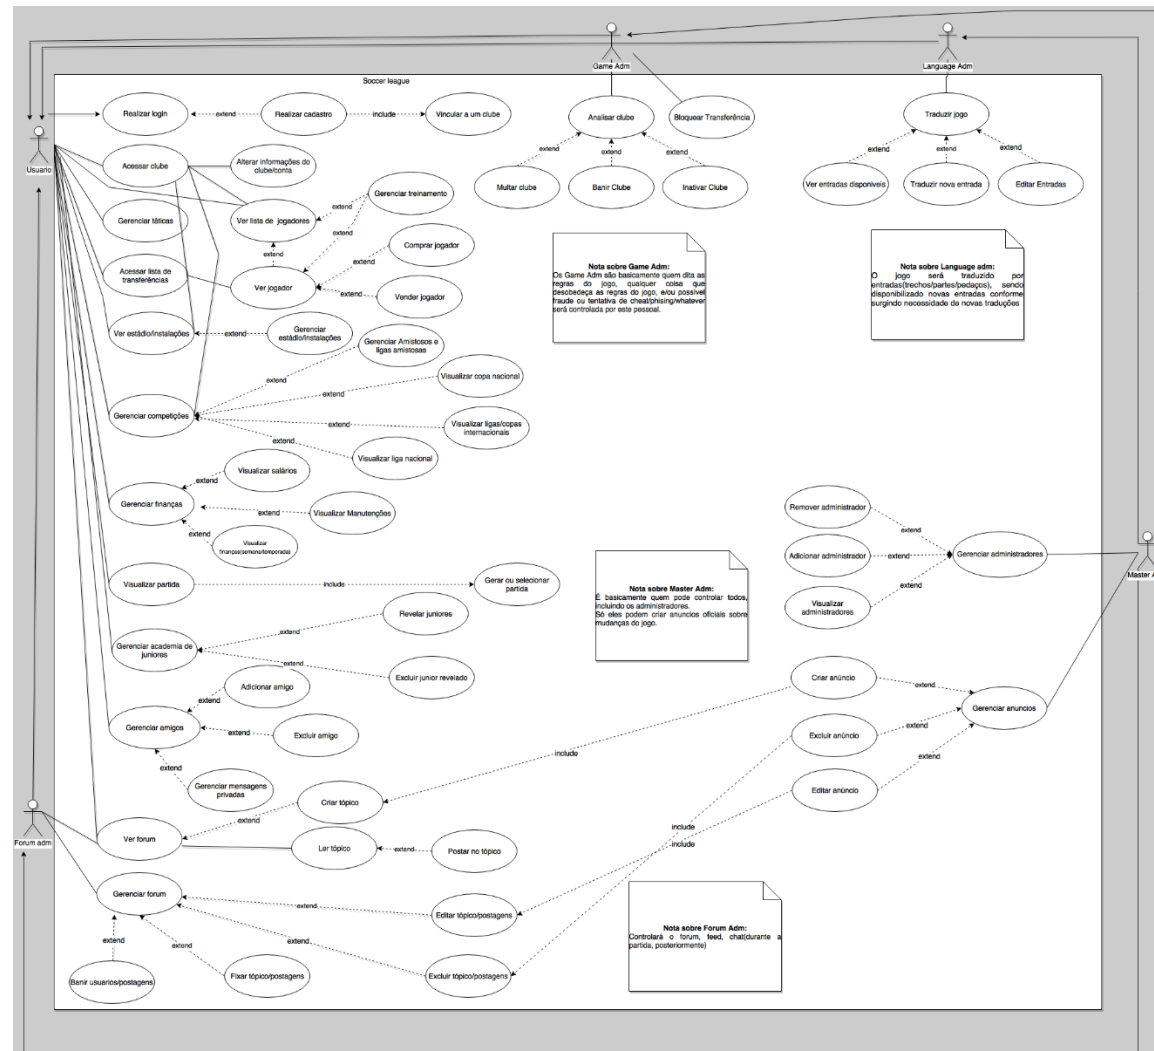 Game Adm
Language Adm
Soccer league
Realizar login
extend
Realizar cadastro
include
Vincular a um clube
Analisar clube
Bloquear Transferência
Traduzir jogo
extend
extend
extend
extend
extend
extend
Usuario
Acessar clube
Alterar informações do
clube/conta
Multar clube
Banir Clube
Inativar Clube
Ver entradas disponíveis
Traduzir nova entrada
Editar Entradas
Gerenciar treinamento
extend
Gerenciar táticas
Ver lista de jogadores
extend
Comprar jogador
extend
extend
Acessar lista de
transferências
Ver jogador
extend
Vender jogador
Nota sobre Game Adm:
Os Game Adm são basicamente quem dita as
regras do jogo, qualquer coisa que
desobedeça as regras do jogo, e/ou possível
fraude ou tentativa de cheat/phising/whatever
será controlada por este pessoal.
Nota sobre Language adm:
O jogo será traduzido por
entradas(trechos/partes/pedaços), sendo
disponibilizado novas entradas conforme
surgindo necessidade de novas traduções
Ver estádio/instalações
extend
Gerenciar
estádio/instalações
Gerenciar Amistosos e
ligas amistosas
extend
Visualizar copa nacional
extend
Gerenciar competições
extend
Visualizar ligas/copas
internacionais
extend
Visualizar liga nacional
Visualizar salários
extend
Gerenciar finanças
extend
Visualizar Manutenções
extend
Visualizar
finanças(semana/temporada)
Remover administrador
extend
Adicionar administrador
extend
Gerenciar administradores
extend
Visualizar
administradores
Master A
Visualizar partida
include
Gerar ou selecionar
partida
Nota sobre Master Adm:
É basicamente quem pode controlar todos,
incluindo os administradores.
Só eles podem criar anuncios oficiais sobre
mudanças do jogo.
Revelar juniores
extend
Gerenciar academia de
juniores
extend
Excluir junior revelado
Criar anúncio
extend
Adicionar amigo
extend
Gerenciar anuncios
Gerenciar amigos
extend
Excluir amigo
Excluir anúncio
extend
include
extend
Gerenciar mensagens
privadas
Editar anúncio
extend
Criar tópico
extend
Forum adm
Ver forum
Ler tópico
extend
Postar no tópico
include
include
Gerenciar forum
extend
Editar tópico/postagens
Nota sobre Forum Adm:
Controlará o forum, feed, chat(durante a
partida, posteriormente)
extend
extend
extend
Banir usuarios/postagens
Fixar tópico/postagens
Excluir tópico/postagens